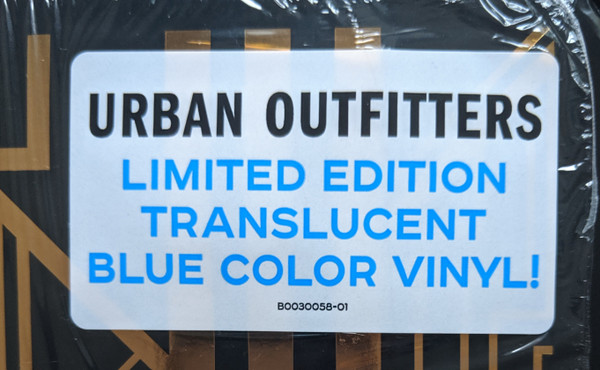 URBAN OUTFITTERS
LIMITED EDITION
TRANSLUCENT
BLUE COLOR VINYL!
B0030058-01